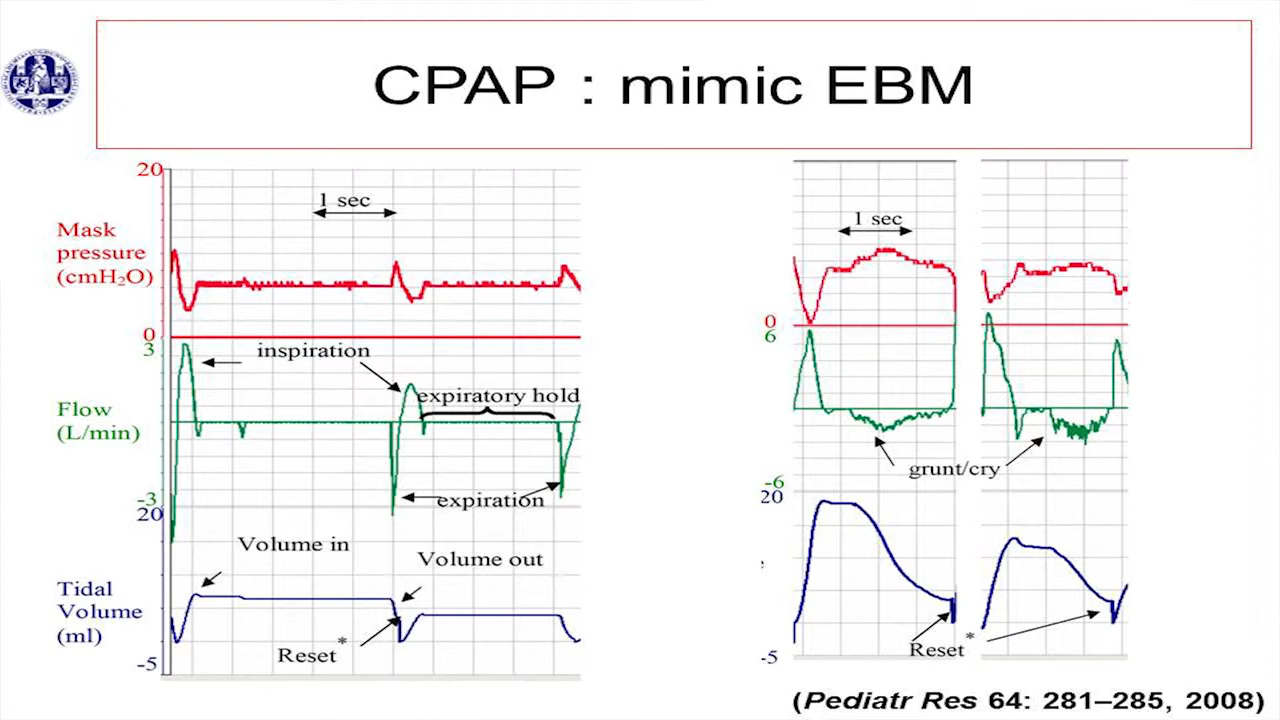 CPAP : mimic EBM
20
1 sec
Mask
pressure
(cmH₂O)
0
3
inspiration
expiratory hold
Flow
(L/min)
-3
expiration
20
Volume in
Volume out
Tidal
Volume
(ml)
*
Reset
-5
1 sec
0
6
grunt/cry
-6
20
*
Reset
-5
(Pediatr Res 64: 281–285, 2008)